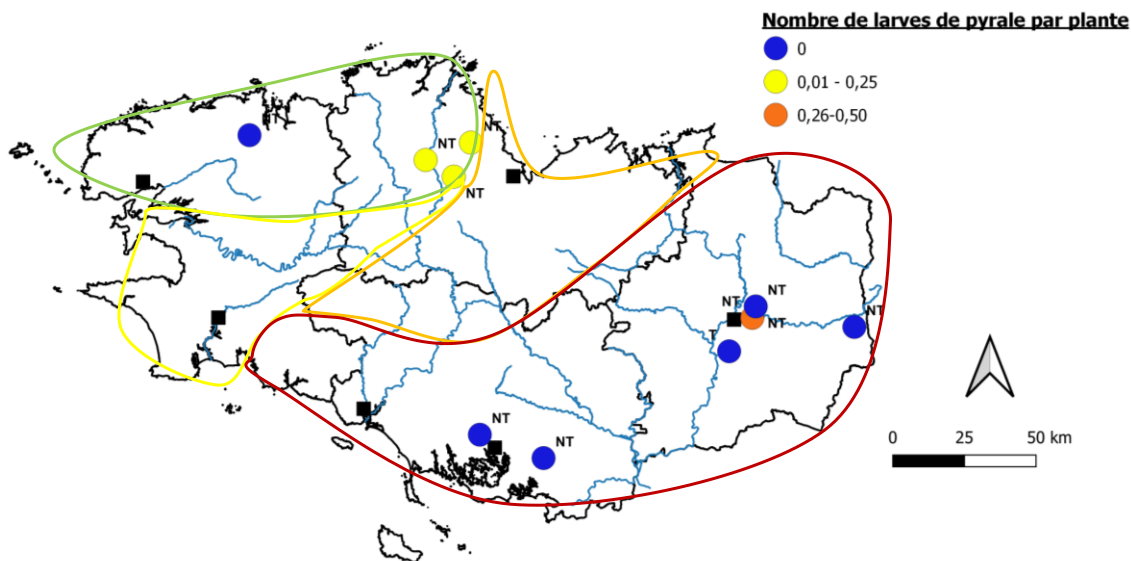 Nombre de larves de pyrale par plante
0
0,01 - 0,25
0,26-0,50
NT
NT
NT
NT
NT
NT
NT
T
NT
NT
0 25 50 km